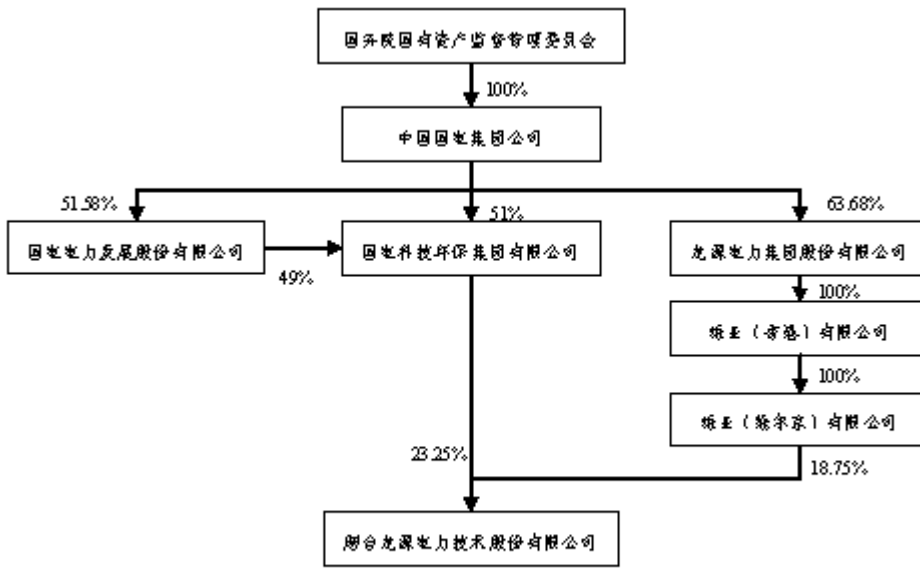 国务院国有资产监督管理委员会
100%
中国国电集团公司
51.58%
51%
63.68%
国电电力发展股份有限公司
49%
国电科技环保集团有限公司
龙源电力集团股份有限公司
100%
雄亚（香港）有限公司
100%
雄亚（维尔京）有限公司
23.25%
18.75%
烟台龙源电力技术股份有限公司